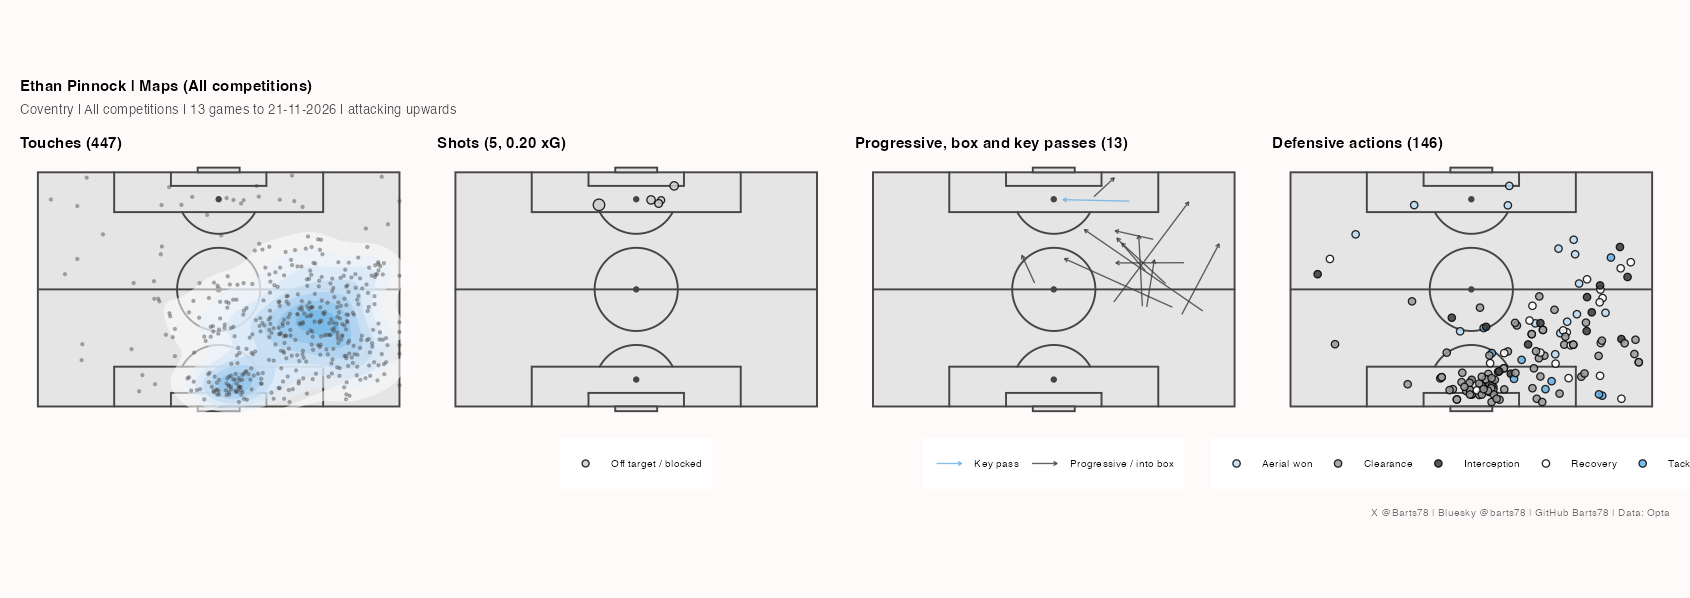 Ethan Pinnock | Maps (All competitions)
Coventry | All competitions | 13 games to 21-11-2026 | attacking upwards
Touches (447)
Shots (5, 0.20 xG)
Progressive, box and key passes (13)
Defensive actions (146)
Off target / blocked
Key pass
Progressive / into box
Aerial won
Clearance
Interception
Recovery
Tack
X @Barts78 | Bluesky @barts78 | GitHub Barts78 | Data: Opta